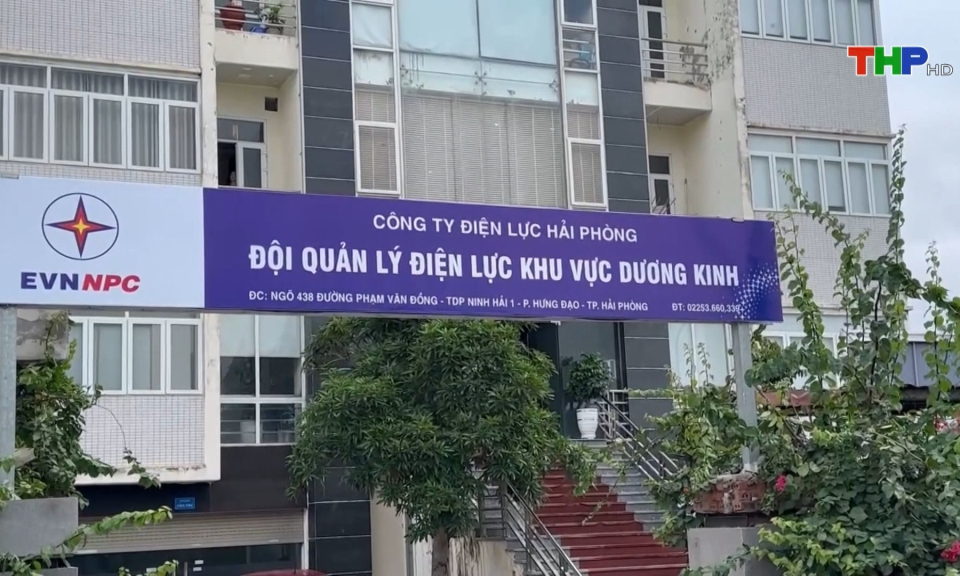 THP HD
EVNNPC
CÔNG TY ĐIỆN LỰC HẢI PHÒNG
ĐỘI QUẢN LÝ ĐIỆN LỰC KHU VỰC DƯƠNG KINH
ĐC: NGÕ 438 ĐƯỜNG PHẠM VĂN ĐỒNG - TDP NINH HẢI 1 - P. HƯNG ĐẠO - TP. HẢI PHÒNG ĐT: 02253.660.339